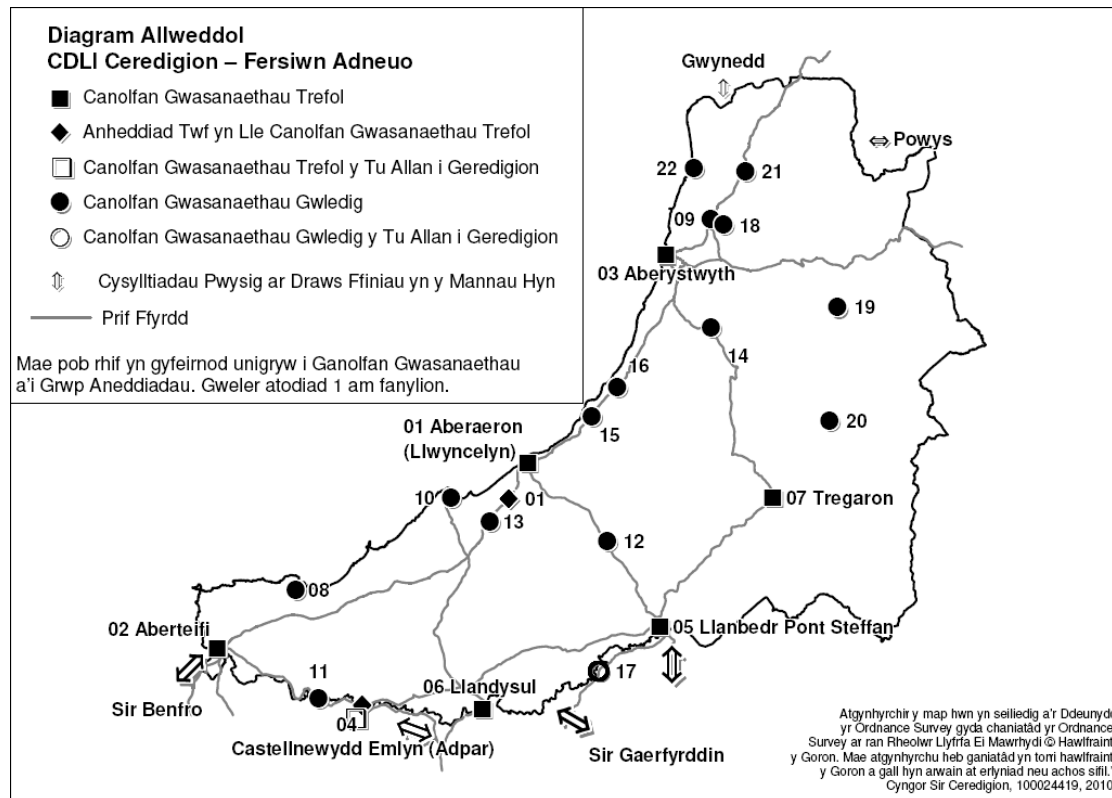 Diagram Allweddol
CDLI Ceredigion – Fersiwn Adneuo
Canolfan Gwasanaethau Trefol
Anheddiad Twf yn Lle Canolfan Gwasanaethau Trefol
Canolfan Gwasanaethau Trefol y Tu Allan i Geredigion
Canolfan Gwasanaethau Gwledig
Canolfan Gwasanaethau Gwledig y Tu Allan i Geredigion
Cysylltiadau Pwysig ar Draws Ffiniau yn y Mannau Hyn
Prif Ffyrdd
Mae pob rhif yn gyfeirnod unigryw i Ganolfan Gwasanaethau
a'i Grwp Aneddiadau. Gweler atodiad 1 am fanylion.
Gwynedd
Powys
22
21
09
18
03 Aberystwyth
19
14
16
15
20
01 Aberaeron
(Llwyncelyn)
10
01
13
07 Tregaron
12
08
02 Aberteifi
05 Llanbedr Pont Steffan
11
17
06 Llandysul
Sir Benfro
04
Castellnewydd Emlyn (Adpar)
Sir Gaerfyrddin
Atgynhyrchir y map hwn yn seiliedig a'r Ddeunydd
yr Ordnance Survey gyda chaniatâd yr Ordnance
Survey ar ran Rheolwr Llyfrfa Ei Mawrhydi © Hawlfraint
y Goron. Mae atgynhyrchu heb ganiatâd yn torri hawlfraint
y Goron a gall hyn arwain at erlyniad neu achos sifil.'
Cyngor Sir Ceredigion, 100024419, 2010